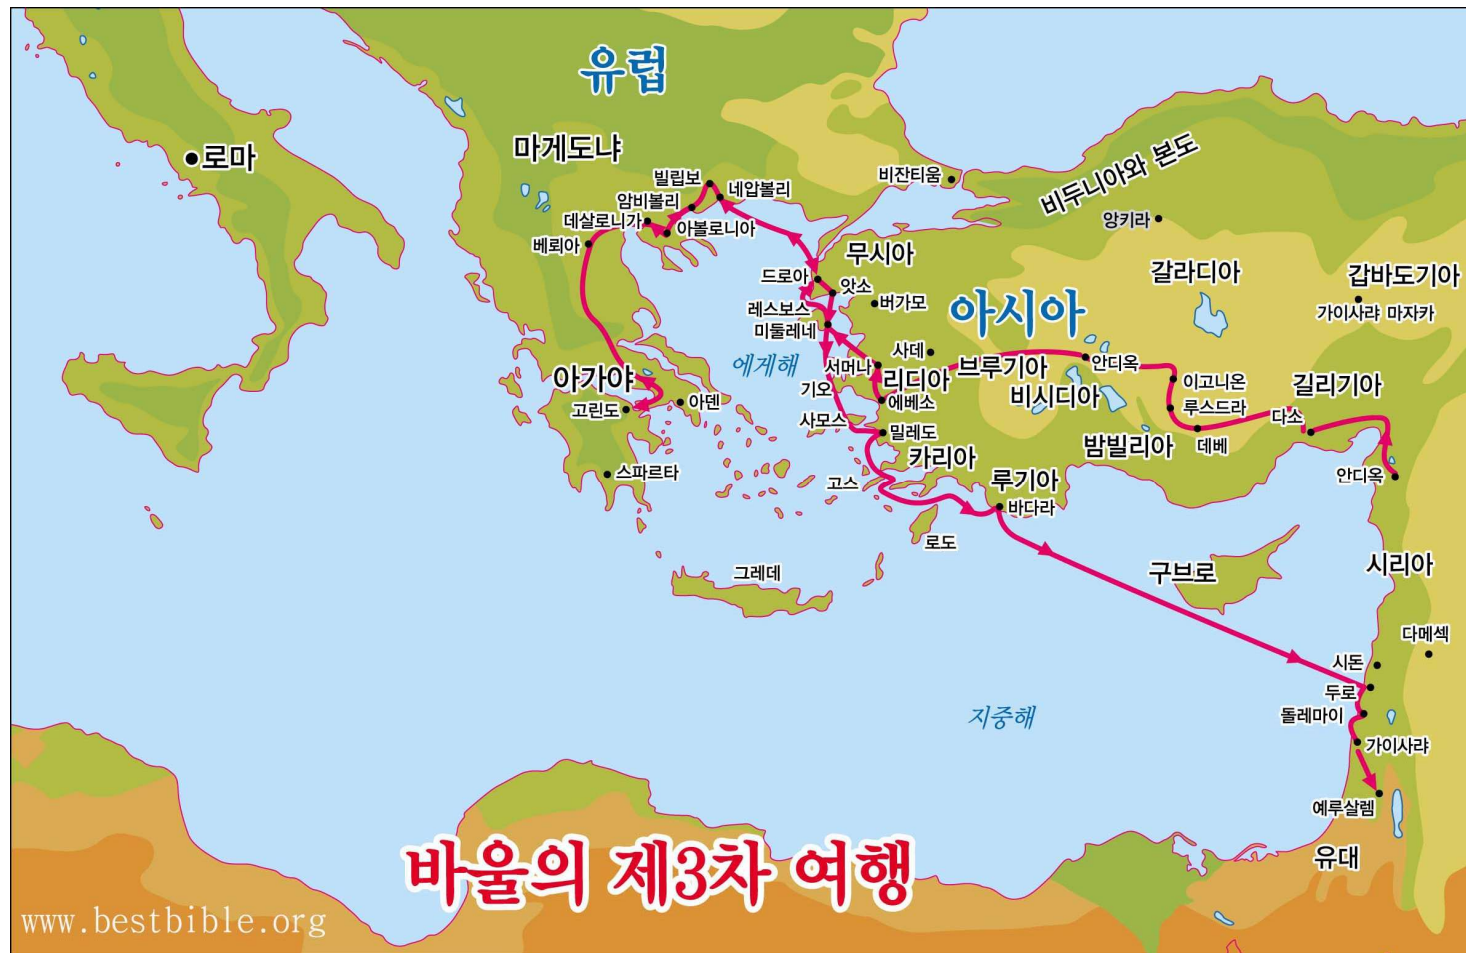 유럽
마게도냐
로마
빌립보
네압볼리
암비볼리
데살로니가
아볼로니아
베뢰아
비잔티움
비두니아와 본도
앙키라
무시아
갈라디아
갑바도기아
드로아
앗소
레스보스
버가모
아시아
가이사랴 마자카
미둘레네
에게해
사데
서머나
리디아
브루기아
안디옥
비시디아
이고니온
길리기아
아가야
고린도
아덴
기오
에베소
루스드라
사모스
밀레도
다소
데베
밤빌리아
카리아
스파르타
고스
루기아
안디옥
바다라
로도
그레데
구브로
시리아
다메섹
시돈
두로
지중해
돌레마이
가이사랴
예루살렘
유대
바울의 제3차 여행
www.bestbible.org